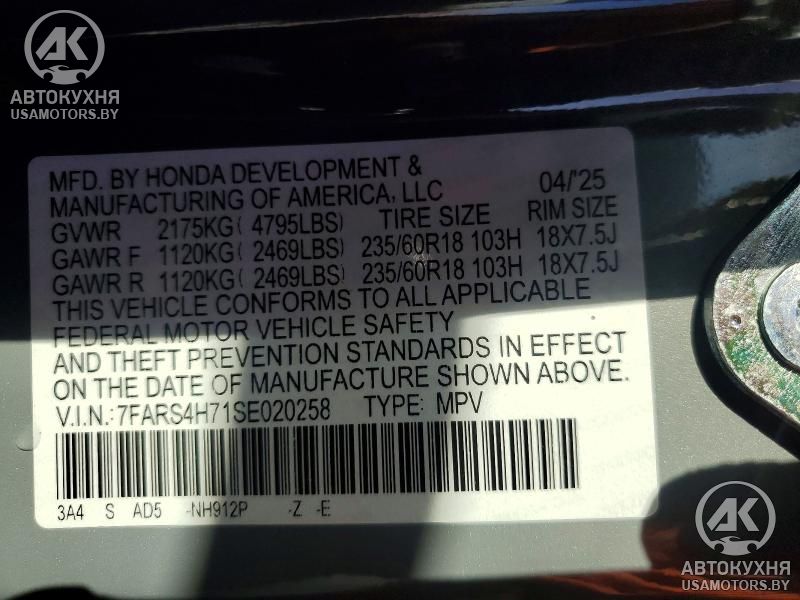 AK
АВТОКУХНЯ
USAMOTORS.BY
MFD. BY HONDA DEVELOPMENT &
MANUFACTURING OF AMERICA, LLC 04/'25
GVWR 2175KG( 4795LBS) TIRE SIZE RIM SIZE
GAWR F 1120KG( 2469LBS) 235/60R18 103H 18X7.5J
GAWR R 1120KG( 2469LBS) 235/60R18 103H 18X7.5J
THIS VEHICLE CONFORMS TO ALL APPLICABLE
FEDERAL MOTOR VEHICLE SAFETY
AND THEFT PREVENTION STANDARDS IN EFFECT
ON THE DATE OF MANUFACTURE SHOWN ABOVE.
V.I.N.:7FARS4H71SE020258 TYPE: MPV
3A4 S AD5 -NH912P -Z -E
AK
АВТОКУХНЯ
USAMOTORS.BY